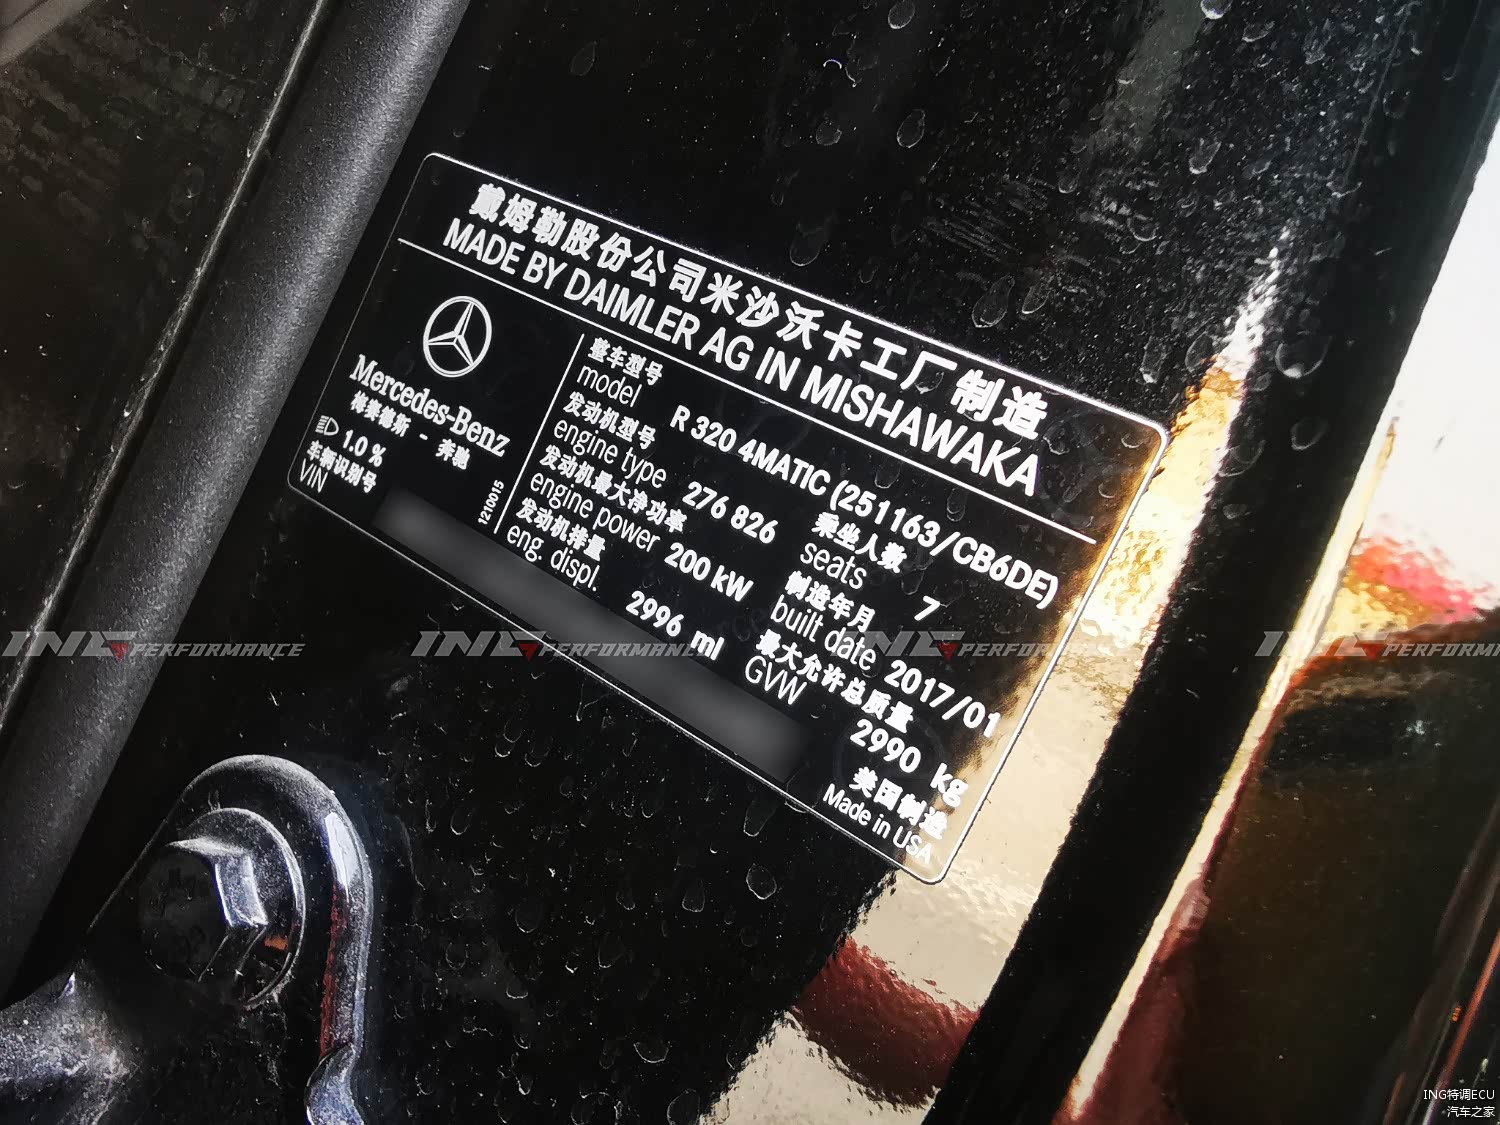 戴姆勒股份公司米沙沃卡工厂制造
MADE BY DAIMLER AG IN MISHAWAKA
Mercedes-Benz
梅赛德斯 - 奔驰
1.0 %
车辆识别号
VIN
1210015
整车型号
model R 320 4MATIC (251163/CB6DE)
发动机型号
engine type 276 826
发动机最大净功率
engine power 200 kW
发动机排量
eng. displ. 2996 ml
乘坐人数
seats 7
制造年月
built date 2017/01
最大允许总质量
GVW 2990 kg
美国制造
Made in USA
ING PERFORMANCE
ING PERFORMANCE
ING PERFORMANCE
ING PERFORM
ING特调ECU
汽车之家